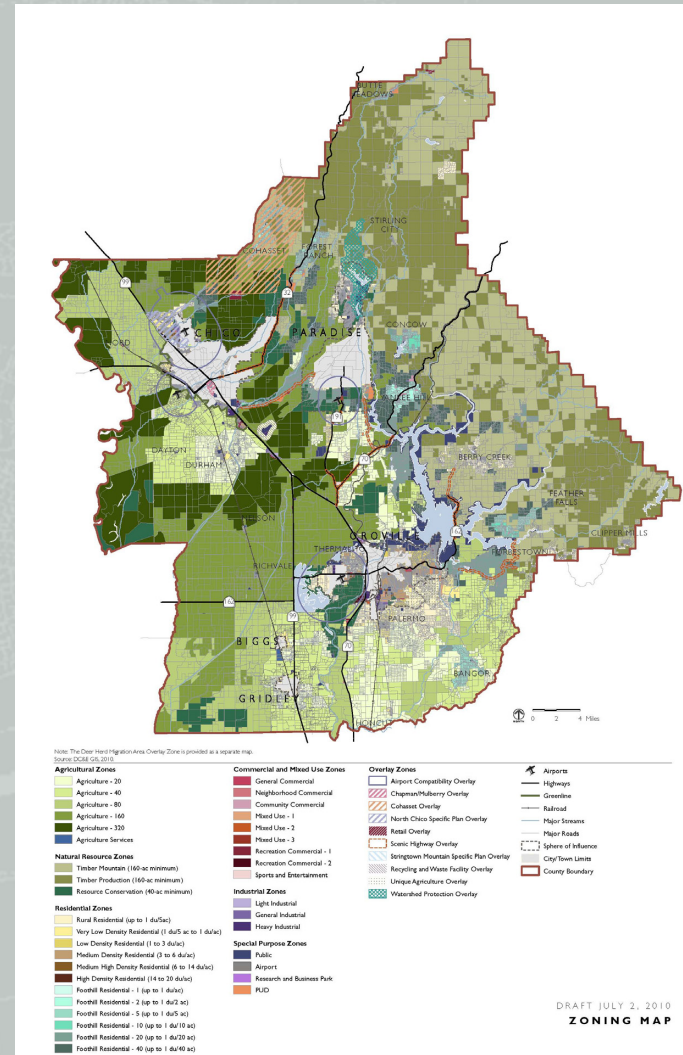 BUTTE
MEADOWS
STIRLING
CITY
COHASSET
FOREST
RANCH
32
99
CHICO
PARADISE
CONCOW
NORD
DAYTON
DURHAM
BERRY CREEK
FEATHER
FALLS
CLIPPER MILLS
NELSON
OROVILLE
THERMALITO
162
FORBESTOWN
RICHVALE
162
99
PALERMO
BIGGS
70
BANGOR
GRIDLEY
HONCUT
NORTH
0 2 4 Miles
Note: The Deer Herd Migration Area Overlay Zone is provided as a separate map.
Source: DC&E GIS, 2010.
Agricultural Zones
Agriculture - 20
Agriculture - 40
Agriculture - 80
Agriculture - 160
Agriculture - 320
Agriculture Services
Natural Resource Zones
Timber Mountain (160-ac minimum)
Timber Production (160-ac minimum)
Resource Conservation (40-ac minimum)
Residential Zones
Rural Residential (up to 1 du/5ac)
Very Low Density Residential (1 du/5 ac to 1 du/ac)
Low Density Residential (1 to 3 du/ac)
Medium Density Residential (3 to 6 du/ac)
Medium High Density Residential (6 to 14 du/ac)
High Density Residential (14 to 20 du/ac)
Foothill Residential - 1 (up to 1 du/ac)
Foothill Residential - 2 (up to 1 du/2 ac)
Foothill Residential - 5 (up to 1 du/5 ac)
Foothill Residential - 10 (up to 1 du/10 ac)
Foothill Residential - 20 (up to 1 du/20 ac)
Foothill Residential - 40 (up to 1 du/40 ac)
Commercial and Mixed Use Zones
General Commercial
Neighborhood Commercial
Community Commercial
Mixed Use - 1
Mixed Use - 2
Mixed Use - 3
Recreation Commercial - 1
Recreation Commercial - 2
Sports and Entertainment
Industrial Zones
Light Industrial
General Industrial
Heavy Industrial
Special Purpose Zones
Public
Airport
Research and Business Park
PUD
Overlay Zones
Airport Compatibility Overlay
Chapman/Mulberry Overlay
Cohasset Overlay
North Chico Specific Plan Overlay
Retail Overlay
Scenic Highway Overlay
Stringtown Mountain Specific Plan Overlay
Recycling and Waste Facility Overlay
Unique Agriculture Overlay
Watershed Protection Overlay
Airports
Highways
Greenline
Railroad
Major Streams
Major Roads
Sphere of Influence
City/Town Limits
County Boundary
DRAFT JULY 2, 2010
ZONING MAP